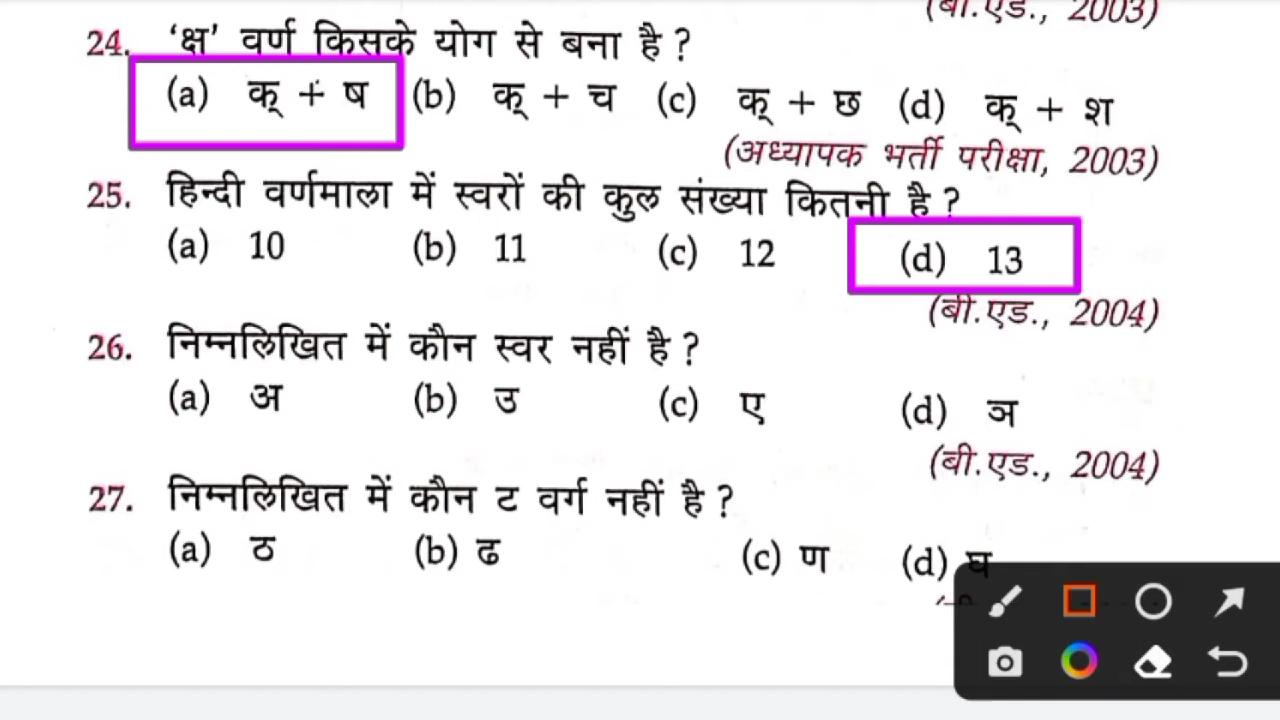 (बी.एड., 2003)
24. ‘क्ष’ वर्ण किसके योग से बना है ?
(a) क् + ष (b) क् + च (c) क् + छ (d) क् + श
(अध्यापक भर्ती परीक्षा, 2003)
25. हिन्दी वर्णमाला में स्वरों की कुल संख्या कितनी है ?
(a) 10 (b) 11 (c) 12 (d) 13
(बी.एड., 2004)
26. निम्नलिखित में कौन स्वर नहीं है ?
(a) अ (b) उ (c) ए (d) ञ
(बी.एड., 2004)
27. निम्नलिखित में कौन ट वर्ग नहीं है ?
(a) ठ (b) ढ (c) ण (d) घ